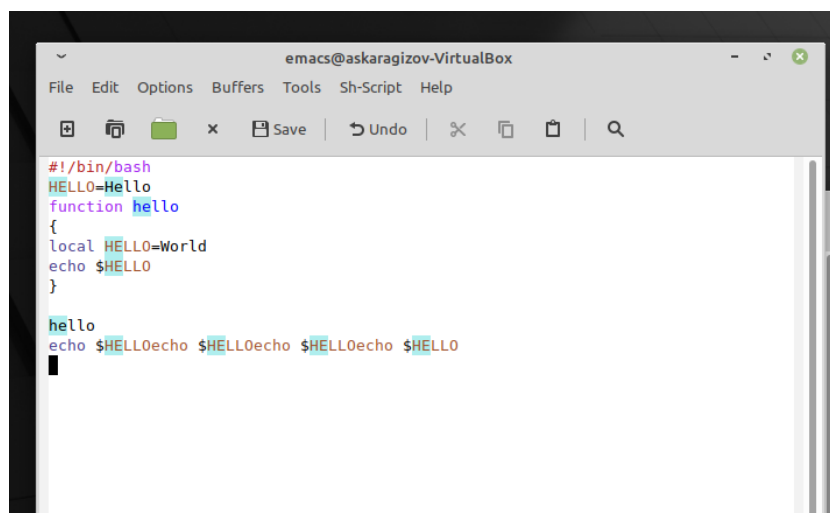 emacs@askaragizov-VirtualBox
File Edit Options Buffers Tools Sh-Script Help
Save Undo
#!/bin/bash
HELLO=Hello
function hello
{
local HELLO=World
echo $HELLO
}
hello
echo $HELLOecho $HELLOecho $HELLOecho $HELLO